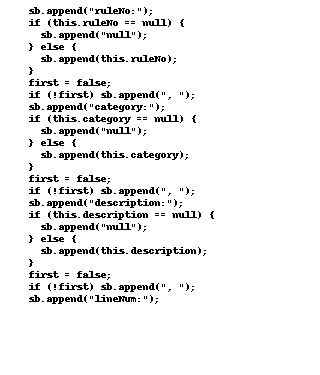 sb.append("ruleNo:");
if (this.ruleNo == null) {
  sb.append("null");
} else {
  sb.append(this.ruleNo);
}
first = false;
if (!first) sb.append(", ");
sb.append("category:");
if (this.category == null) {
  sb.append("null");
} else {
  sb.append(this.category);
}
first = false;
if (!first) sb.append(", ");
sb.append("description:");
if (this.description == null) {
  sb.append("null");
} else {
  sb.append(this.description);
}
first = false;
if (!first) sb.append(", ");
sb.append("lineNum:");